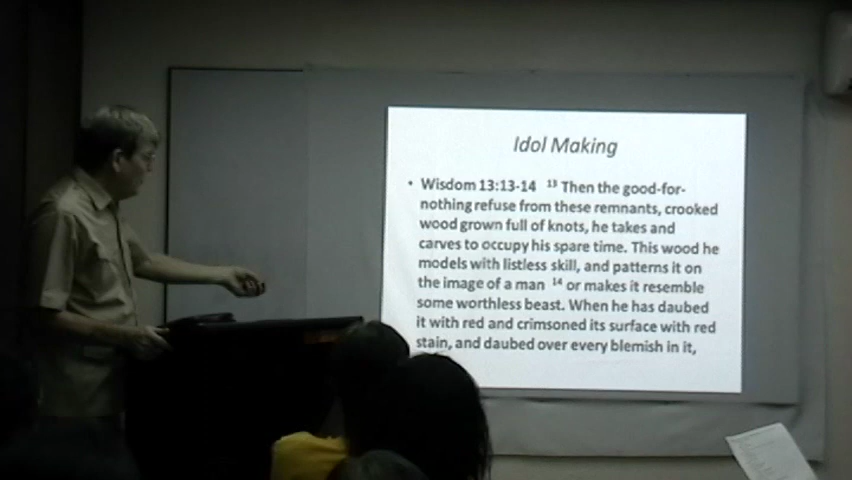 Idol Making
• Wisdom 13:13-14 ¹³ Then the good-for-
nothing refuse from these remnants, crooked
wood grown full of knots, he takes and
carves to occupy his spare time. This wood he
models with listless skill, and patterns it on
the image of a man ¹⁴ or makes it resemble
some worthless beast. When he has daubed
it with red and crimsoned its surface with red
stain, and daubed over every blemish in it,